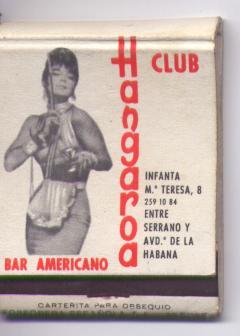 CLUB
Hangaroa
INFANTA
M.ª TERESA, 8
259 10 84
ENTRE
SERRANO Y
AVD.ª DE LA
HABANA
BAR AMERICANO
CARTERITA PARA OBSEQUIO